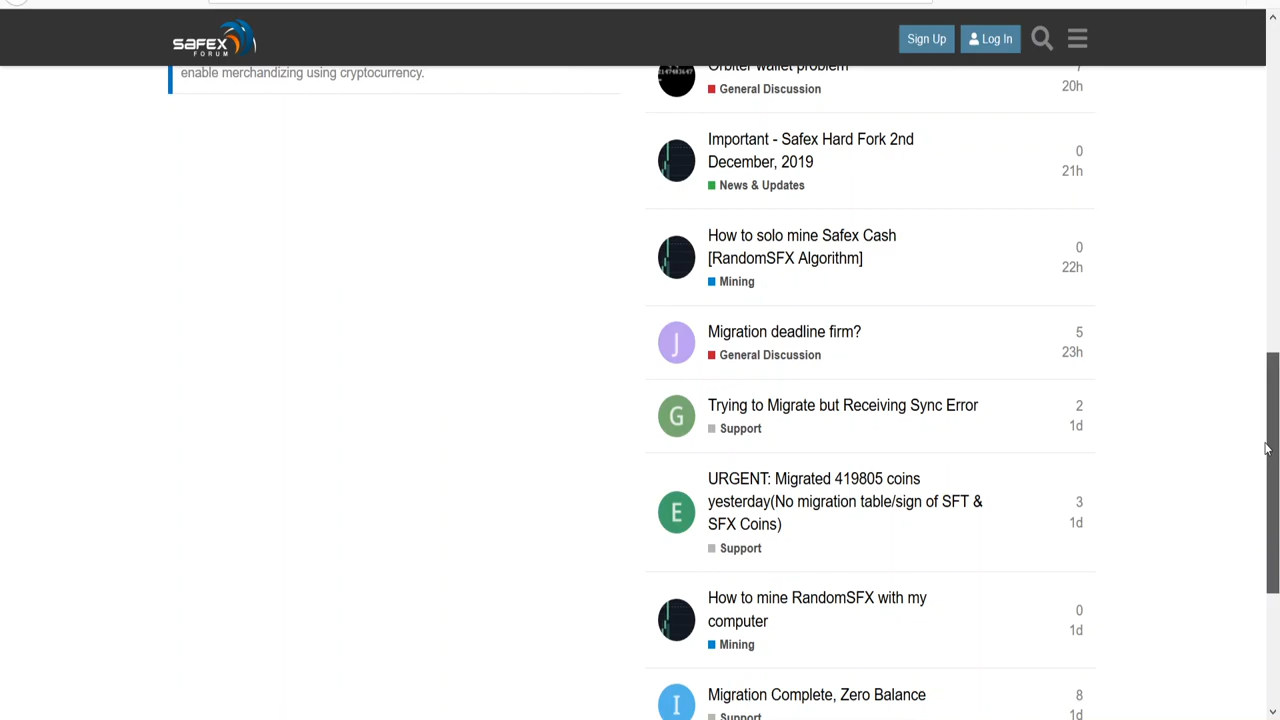 SAFEX
FORUM
Sign Up
Log In
enable merchandizing using cryptocurrency.
Orbiter wallet problem
7
2147483647
General Discussion
20h
Important - Safex Hard Fork 2nd
December, 2019
0
21h
News & Updates
How to solo mine Safex Cash
[RandomSFX Algorithm]
0
22h
Mining
J
Migration deadline firm?
5
General Discussion
23h
G
Trying to Migrate but Receiving Sync Error
2
Support
1d
E
URGENT: Migrated 419805 coins
yesterday(No migration table/sign of SFT &
SFX Coins)
3
1d
Support
How to mine RandomSFX with my
computer
0
1d
Mining
I
Migration Complete, Zero Balance
8
Support
1d